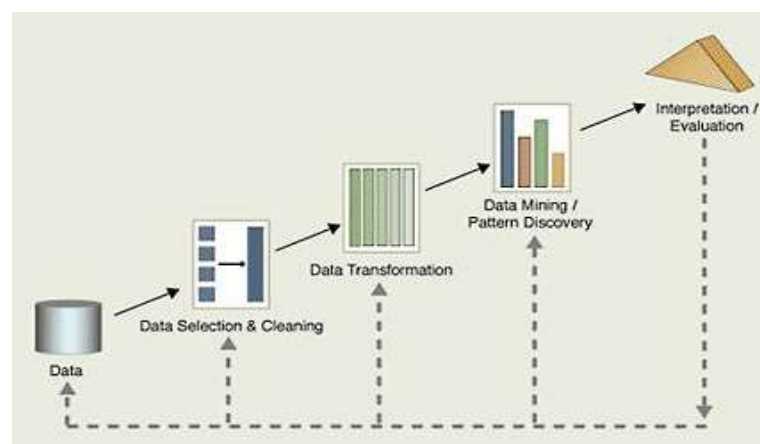 Interpretation /
Evaluation
Data Mining /
Pattern Discovery
Data Transformation
Data Selection & Cleaning
Data